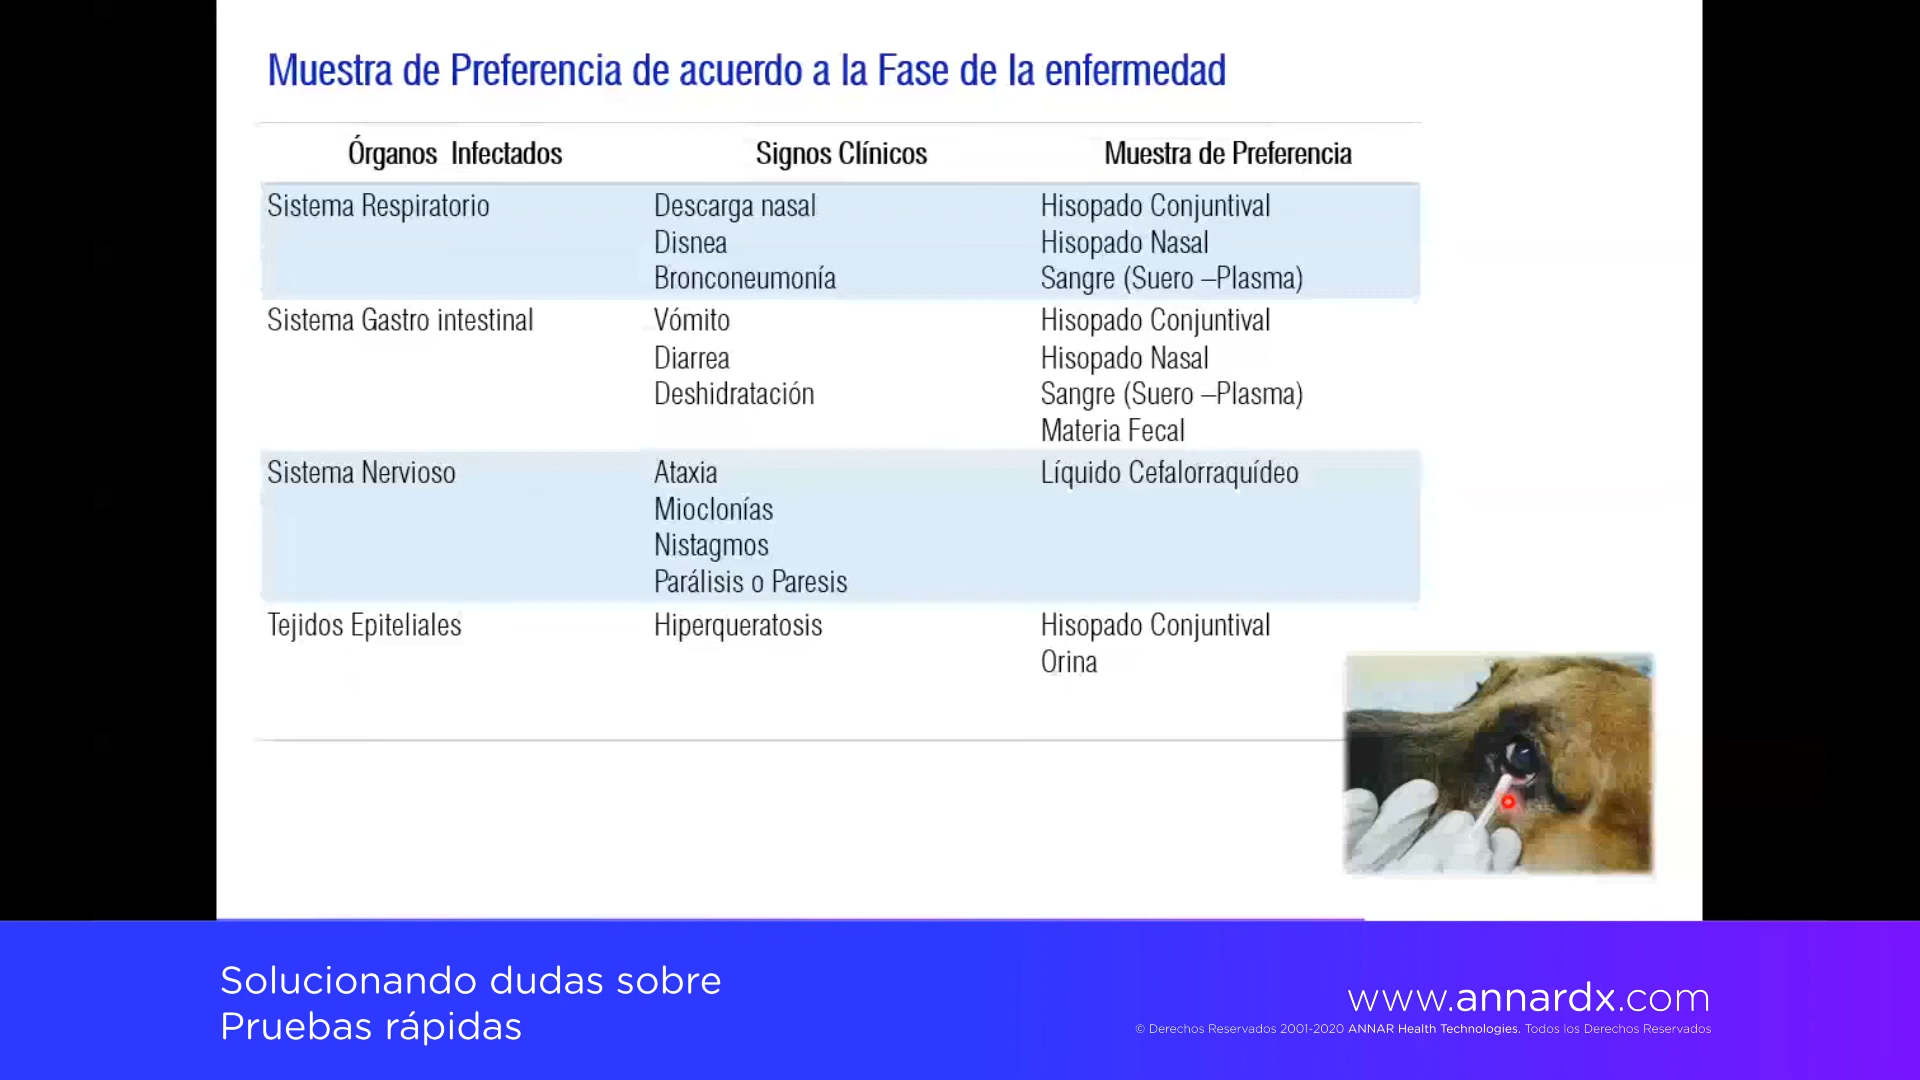 Muestra de Preferencia de acuerdo a la Fase de la enfermedad
Órganos Infectados Signos Clínicos Muestra de Preferencia
Sistema Respiratorio Descarga nasal Hisopado Conjuntival
Disnea Hisopado Nasal
Bronconeumonía Sangre (Suero –Plasma)
Sistema Gastro intestinal Vómito Hisopado Conjuntival
Diarrea Hisopado Nasal
Deshidratación Sangre (Suero –Plasma)
Materia Fecal
Sistema Nervioso Ataxia Líquido Cefalorraquídeo
Mioclonías
Nistagmos
Parálisis o Paresis
Tejidos Epiteliales Hiperqueratosis Hisopado Conjuntival
Orina
Solucionando dudas sobre
Pruebas rápidas
www.annardx.com
© Derechos Reservados 2001-2020 ANNAR Health Technologies. Todos los Derechos Reservados